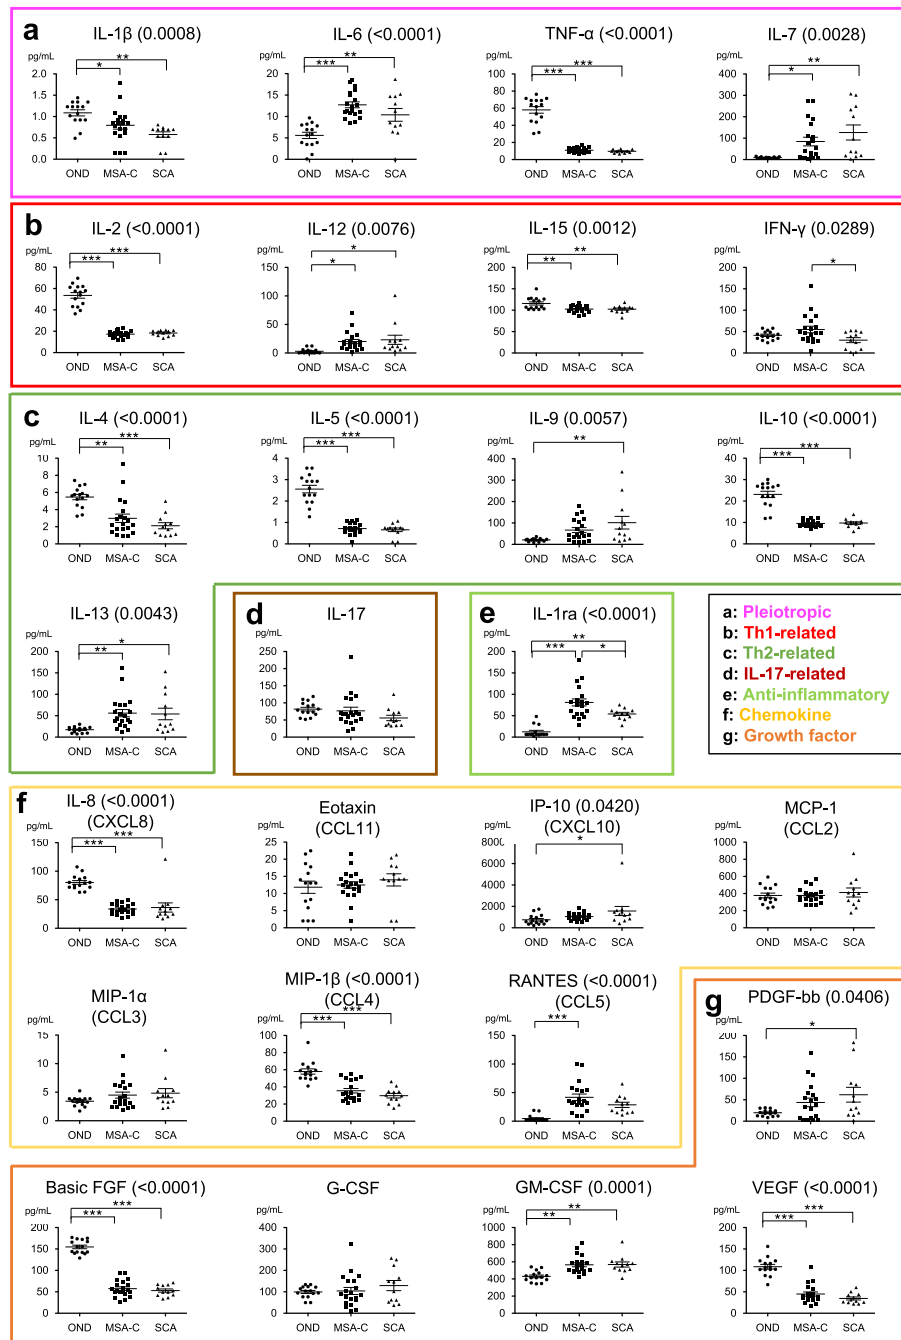 a
IL-1β (0.0008)
pg/mL
**
*
2.0
1.5
1.0
0.5
0.0
OND MSA-C SCA
IL-6 (<0.0001)
pg/mL
**
***
20
15
10
5
0
OND MSA-C SCA
TNF-α (<0.0001)
pg/mL
***
***
100
80
60
40
20
0
OND MSA-C SCA
IL-7 (0.0028)
pg/mL
**
*
400
300
200
100
0
OND MSA-C SCA
b
IL-2 (<0.0001)
pg/mL
***
***
80
60
40
20
0
OND MSA-C SCA
IL-12 (0.0076)
pg/mL
*
*
150
100
50
0
OND MSA-C SCA
IL-15 (0.0012)
pg/mL
**
**
200
150
100
50
0
OND MSA-C SCA
IFN-γ (0.0289)
pg/mL
*
200
150
100
50
0
OND MSA-C SCA
c
IL-4 (<0.0001)
pg/mL
***
**
10
8
6
4
2
0
OND MSA-C SCA
IL-5 (<0.0001)
pg/mL
***
***
4
3
2
1
0
OND MSA-C SCA
IL-9 (0.0057)
pg/mL
**
400
300
200
100
0
OND MSA-C SCA
IL-10 (<0.0001)
pg/mL
***
***
40
30
20
10
0
OND MSA-C SCA
IL-13 (0.0043)
pg/mL
*
**
200
150
100
50
0
OND MSA-C SCA
d
IL-17
pg/mL
300
200
100
0
OND MSA-C SCA
e
IL-1ra (<0.0001)
pg/mL
**
*** *
200
150
100
50
0
OND MSA-C SCA
a: Pleiotropic
b: Th1-related
c: Th2-related
d: IL-17-related
e: Anti-inflammatory
f: Chemokine
g: Growth factor
f
IL-8 (<0.0001)
(CXCL8)
pg/mL
***
***
150
100
50
0
OND MSA-C SCA
Eotaxin
(CCL11)
pg/mL
25
20
15
10
5
0
OND MSA-C SCA
IP-10 (0.0420)
(CXCL10)
pg/mL
*
8000
6000
4000
2000
0
OND MSA-C SCA
MCP-1
(CCL2)
pg/mL
1000
800
600
400
200
0
OND MSA-C SCA
MIP-1α
(CCL3)
pg/mL
15
10
5
0
OND MSA-C SCA
MIP-1β (<0.0001)
(CCL4)
pg/mL
***
***
100
80
60
40
20
0
OND MSA-C SCA
RANTES (<0.0001)
(CCL5)
pg/mL
***
150
100
50
0
OND MSA-C SCA
g
PDGF-bb (0.0406)
pg/mL
*
200
150
100
50
0
OND MSA-C SCA
Basic FGF (<0.0001)
pg/mL
***
***
200
150
100
50
0
OND MSA-C SCA
G-CSF
pg/mL
400
300
200
100
0
OND MSA-C SCA
GM-CSF (0.0001)
pg/mL
**
**
1000
800
600
400
200
0
OND MSA-C SCA
VEGF (<0.0001)
pg/mL
***
***
200
150
100
50
0
OND MSA-C SCA